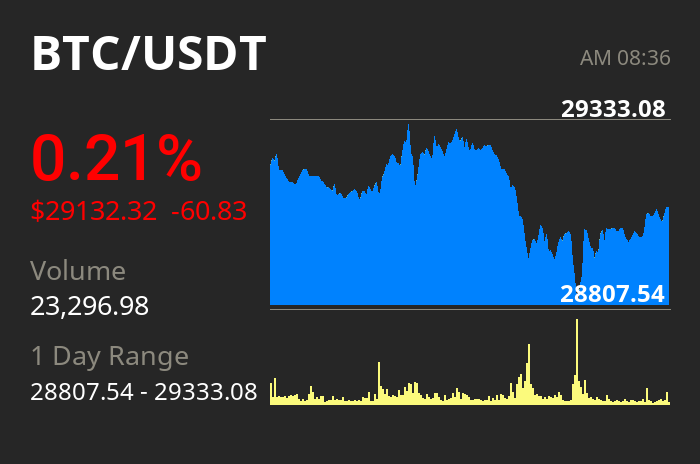 BTC/USDT
AM 08:36
29333.08
0.21%
$29132.32 -60.83
Volume
23,296.98
28807.54
1 Day Range
28807.54 - 29333.08